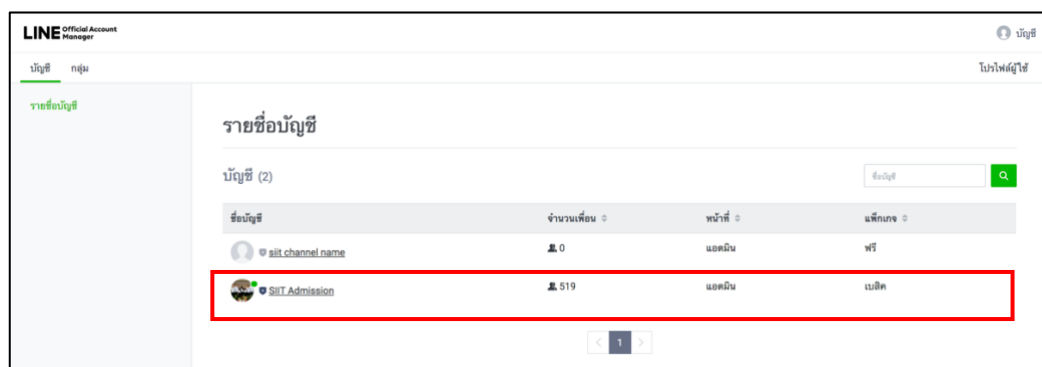 LINE Official Account Manager
บัญชี
บัญชี กลุ่ม
โปรไฟล์ผู้ใช้
รายชื่อบัญชี
รายชื่อบัญชี
บัญชี (2)
ชื่อบัญชี
ชื่อบัญชี จำนวนเพื่อน หน้าที่ แพ็กเกจ
siit channel name 0 แอดมิน ฟรี
SIIT Admission 519 แอดมิน เบสิค
< 1 >